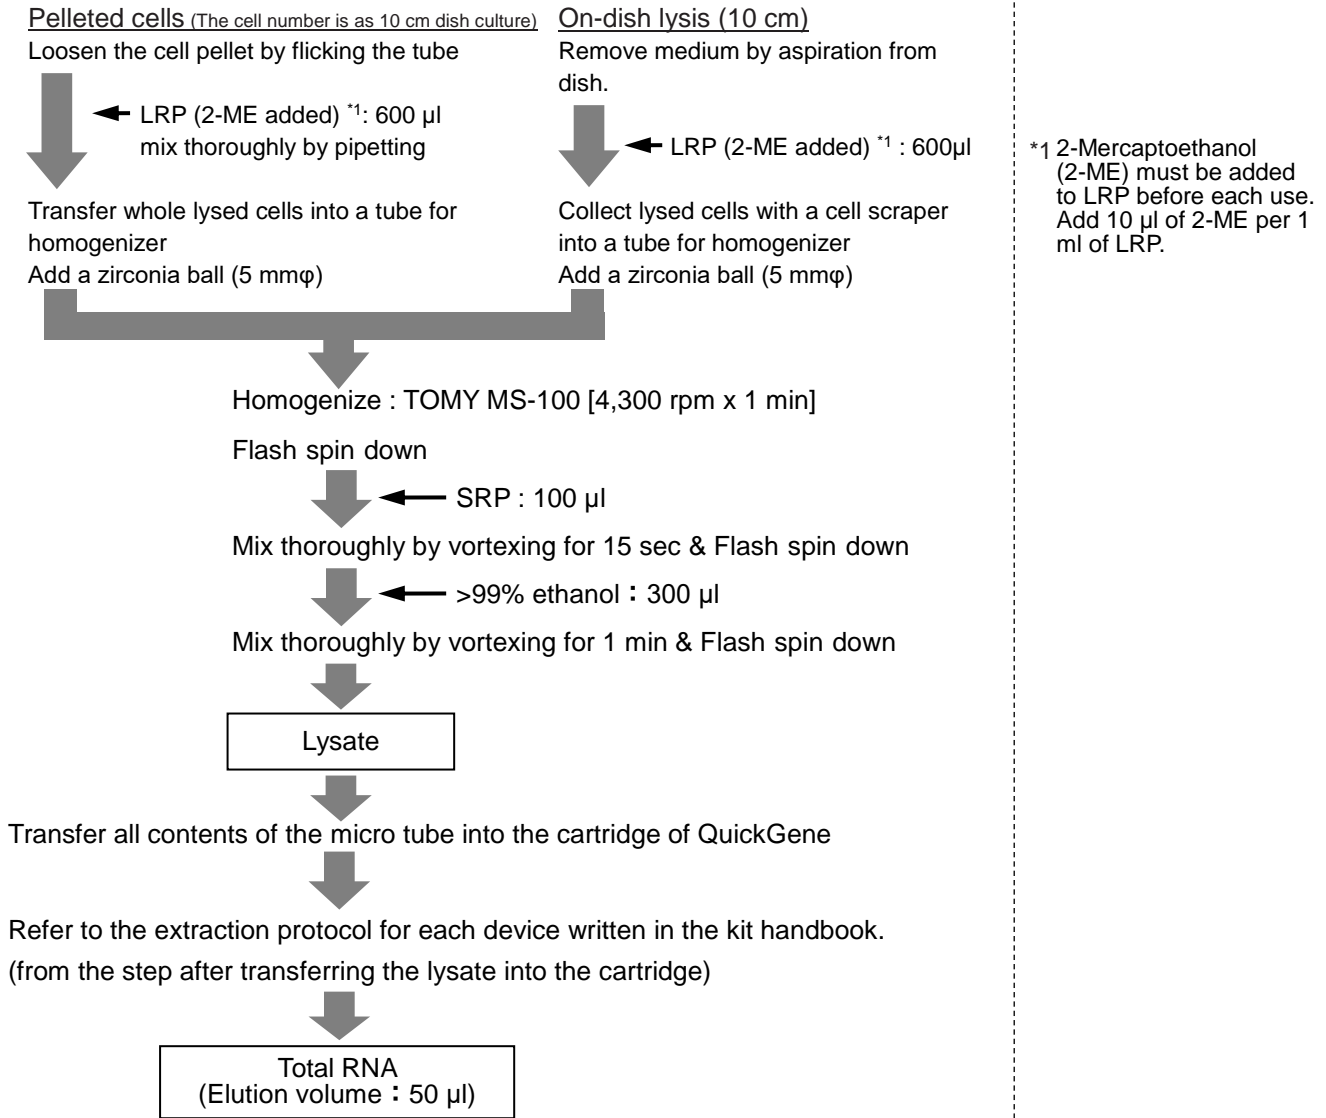 Pelleted cells (The cell number is as 10 cm dish culture)
Loosen the cell pellet by flicking the tube
LRP (2-ME added) *1: 600 µl
mix thoroughly by pipetting
Transfer whole lysed cells into a tube for
homogenizer
Add a zirconia ball (5 mmφ)
On-dish lysis (10 cm)
Remove medium by aspiration from
dish.
LRP (2-ME added) *1 : 600µl
Collect lysed cells with a cell scraper
into a tube for homogenizer
Add a zirconia ball (5 mmφ)
*1 2-Mercaptoethanol
(2-ME) must be added
to LRP before each use.
Add 10 µl of 2-ME per 1
ml of LRP.
Homogenize : TOMY MS-100 [4,300 rpm x 1 min]
Flash spin down
SRP : 100 µl
Mix thoroughly by vortexing for 15 sec & Flash spin down
>99% ethanol：300 µl
Mix thoroughly by vortexing for 1 min & Flash spin down
Lysate
Transfer all contents of the micro tube into the cartridge of QuickGene
Refer to the extraction protocol for each device written in the kit handbook.
(from the step after transferring the lysate into the cartridge)
Total RNA
(Elution volume：50 µl)